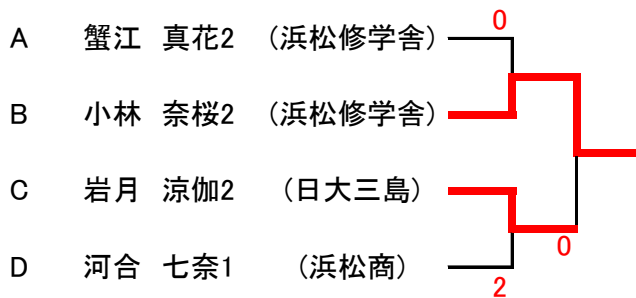 0
A 蟹江 真花2 (浜松修学舎)
B 小林 奈桜2 (浜松修学舎)
C 岩月 涼伽2 (日大三島)
0
D 河合 七奈1 (浜松商)
2